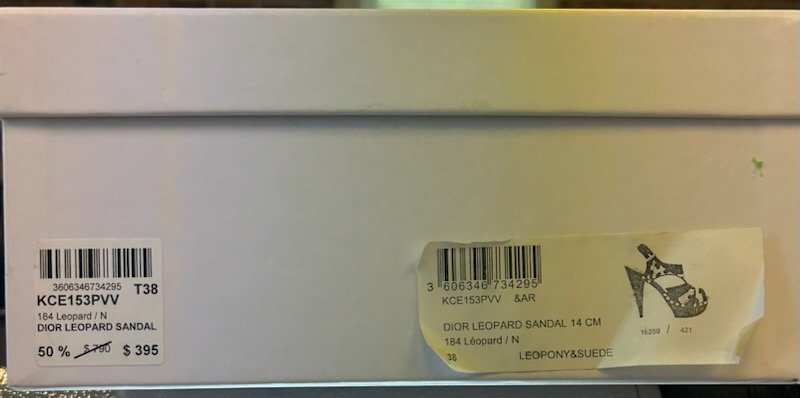 3606346734295 T38
KCE153PVV
184 Leopard / N
DIOR LEOPARD SANDAL
50 % $ 790 $ 395
3 606346 734295
KCE153PVV &AR
DIOR LEOPARD SANDAL 14 CM
184 Léopard / N
38 LEOPONY&SUEDE
16259 / 421